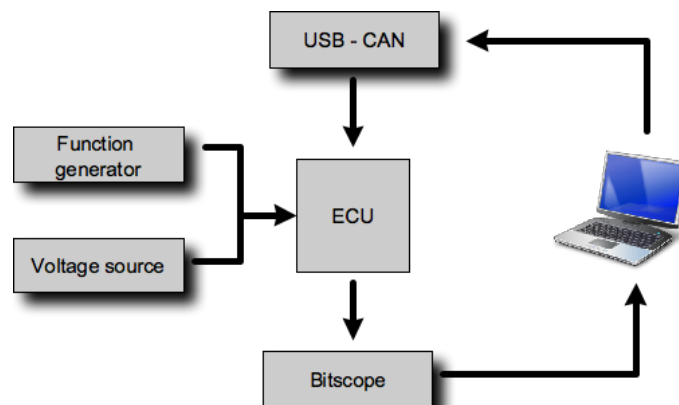 USB - CAN
Function
generator
ECU
Voltage source
Bitscope